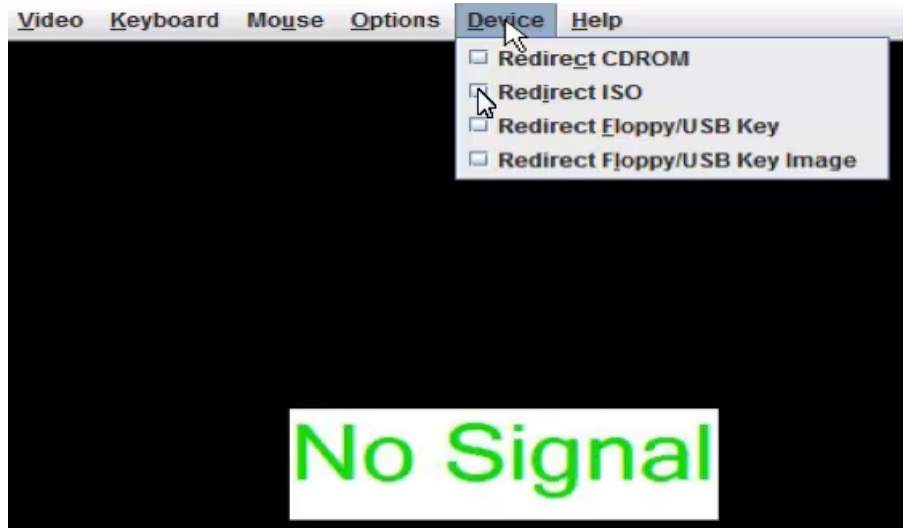 Video Keyboard Mouse Options Device Help
Redirect CDROM
Redirect ISO
Redirect Floppy/USB Key
Redirect Floppy/USB Key Image
No Signal